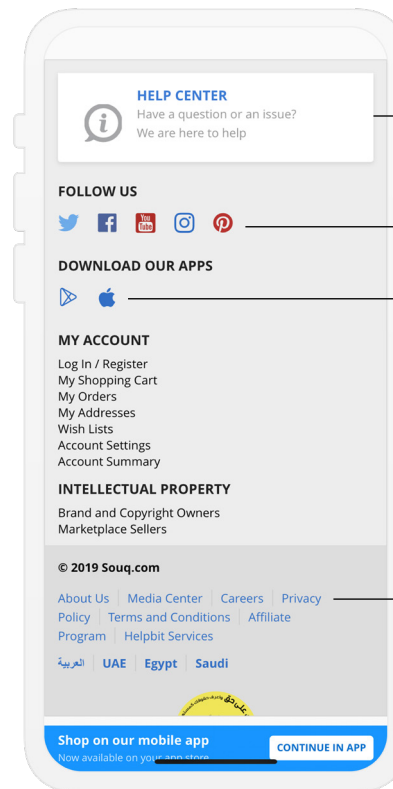 HELP CENTER
Have a question or an issue?
We are here to help
FOLLOW US
You
Tube
DOWNLOAD OUR APPS
MY ACCOUNT
Log In / Register
My Shopping Cart
My Orders
My Addresses
Wish Lists
Account Settings
Account Summary
INTELLECTUAL PROPERTY
Brand and Copyright Owners
Marketplace Sellers
© 2019 Souq.com
About Us | Media Center | Careers | Privacy
Policy | Terms and Conditions | Affiliate
Program | Helpbit Services
العربية | UAE | Egypt | Saudi
Shop on our mobile app
Now available on your app store
CONTINUE IN APP